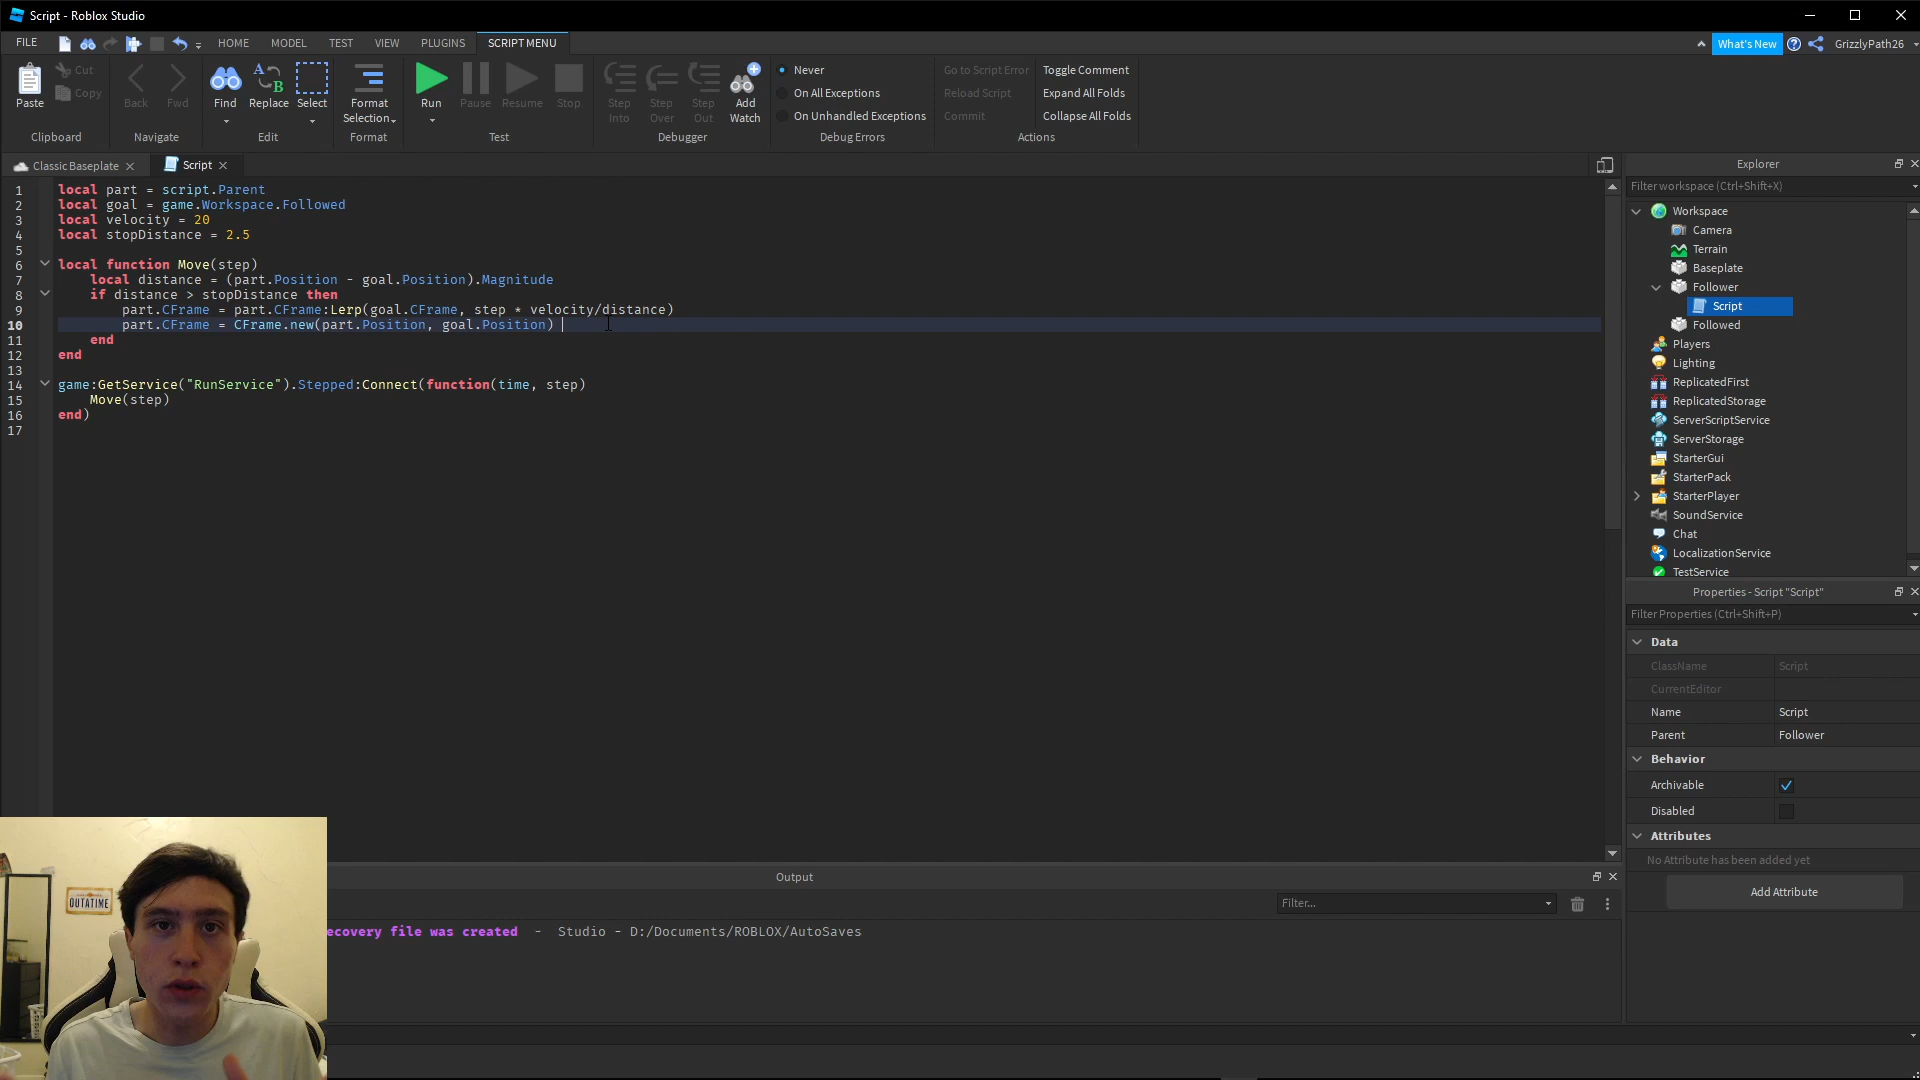 Script - Roblox Studio
FILE HOME MODEL TEST VIEW PLUGINS SCRIPT MENU What's New GrizzlyPath26
Paste Cut Copy
Clipboard
Back Fwd
Navigate
Find Replace Select
Edit
Format Selection
Format
Run Pause Resume Stop
Test
Step Into Step Over Step Out Add Watch
Debugger
Never
On All Exceptions
On Unhandled Exceptions
Debug Errors
Go to Script Error Toggle Comment
Reload Script Expand All Folds
Commit Collapse All Folds
Actions
Classic Baseplate Script
1 local part = script.Parent
2 local goal = game.Workspace.Followed
3 local velocity = 20
4 local stopDistance = 2.5
5
6 local function Move(step)
7 local distance = (part.Position - goal.Position).Magnitude
8 if distance > stopDistance then
9 part.CFrame = part.CFrame:Lerp(goal.CFrame, step * velocity/distance)
10 part.CFrame = CFrame.new(part.Position, goal.Position)
11 end
12 end
13
14 game:GetService("RunService").Stepped:Connect(function(time, step)
15 Move(step)
16 end)
17
Explorer
Filter workspace (Ctrl+Shift+X)
Workspace
Camera
Terrain
Baseplate
Follower
Script
Followed
Players
Lighting
ReplicatedFirst
ReplicatedStorage
ServerScriptService
ServerStorage
StarterGui
StarterPack
StarterPlayer
SoundService
Chat
LocalizationService
TestService
Properties - Script "Script"
Filter Properties (Ctrl+Shift+P)
Data
ClassName Script
CurrentEditor
Name Script
Parent Follower
Behavior
Archivable
Disabled
Attributes
No Attribute has been added yet
Add Attribute
Output
Filter...
ecovery file was created - Studio - D:/Documents/ROBLOX/AutoSaves
OUTATIME